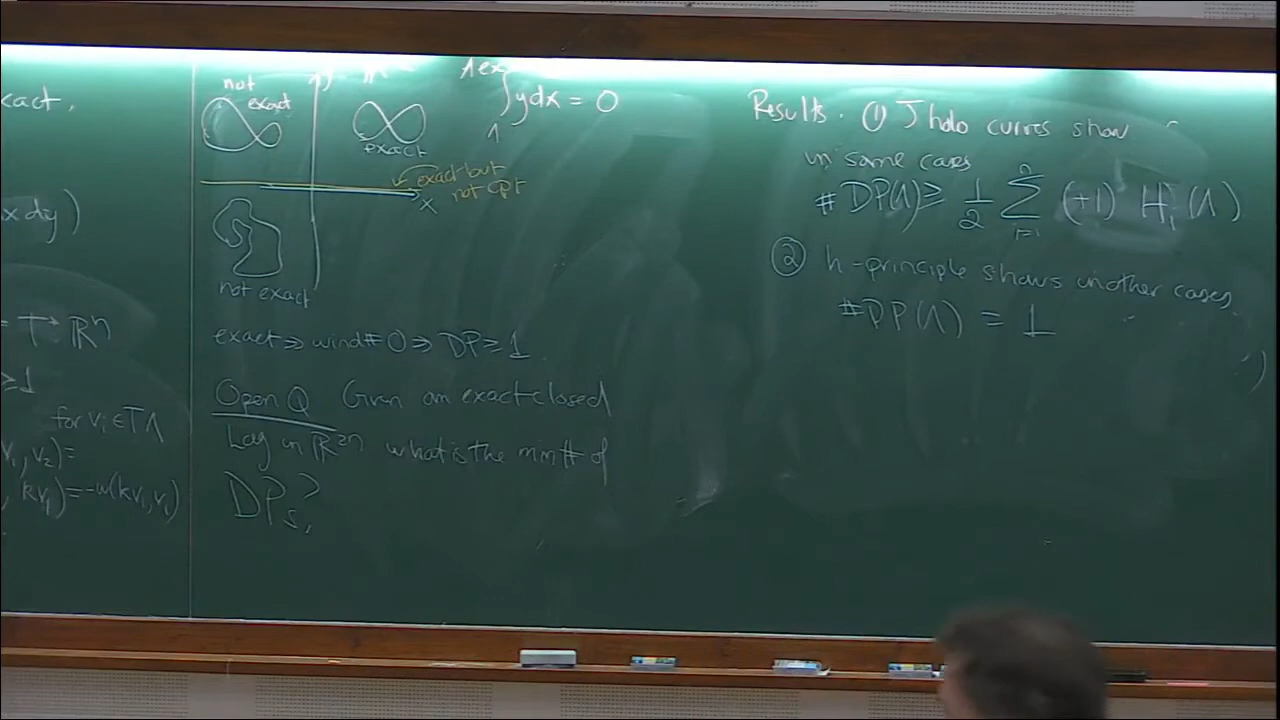 exact,
x dy)
= T* ℝⁿ
≥1
for vᵢ ∈ TΛ
v₁, v₂) =
kv₁) = -ω(kv₁, v₁)
not exact
exact
exact but not cpt
x
not exact
Λ ex
∫ydx = 0
Λ
exact ⇒ wind# 0 ⇒ DP ≥ 1
Open Q Given an exact closed
Lag in ℝ²ⁿ what is the min # of
DPs?
Results. ① J holo curves show
in some cases
# DP(Λ) ≥ 1/2 Σ (+1) Hᵢ(Λ)
② h-principle shows in other cases
# DP(Λ) = 1